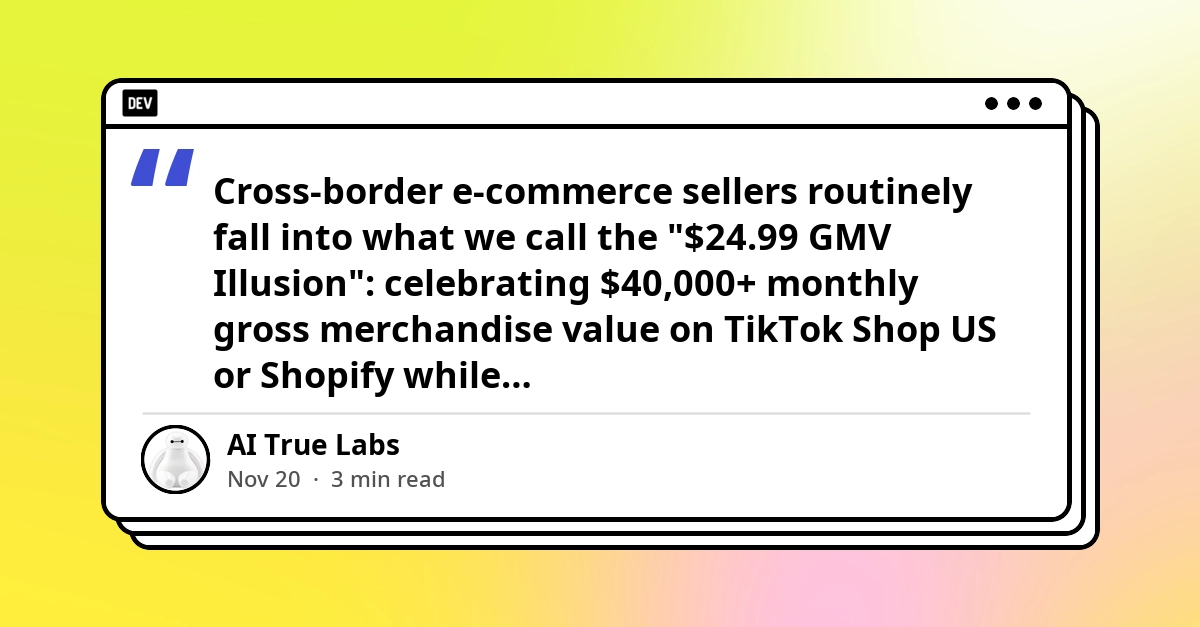 DEV
Cross-border e-commerce sellers routinely
fall into what we call the "$24.99 GMV
Illusion": celebrating $40,000+ monthly
gross merchandise value on TikTok Shop US
or Shopify while...
AI True Labs
Nov 20 · 3 min read